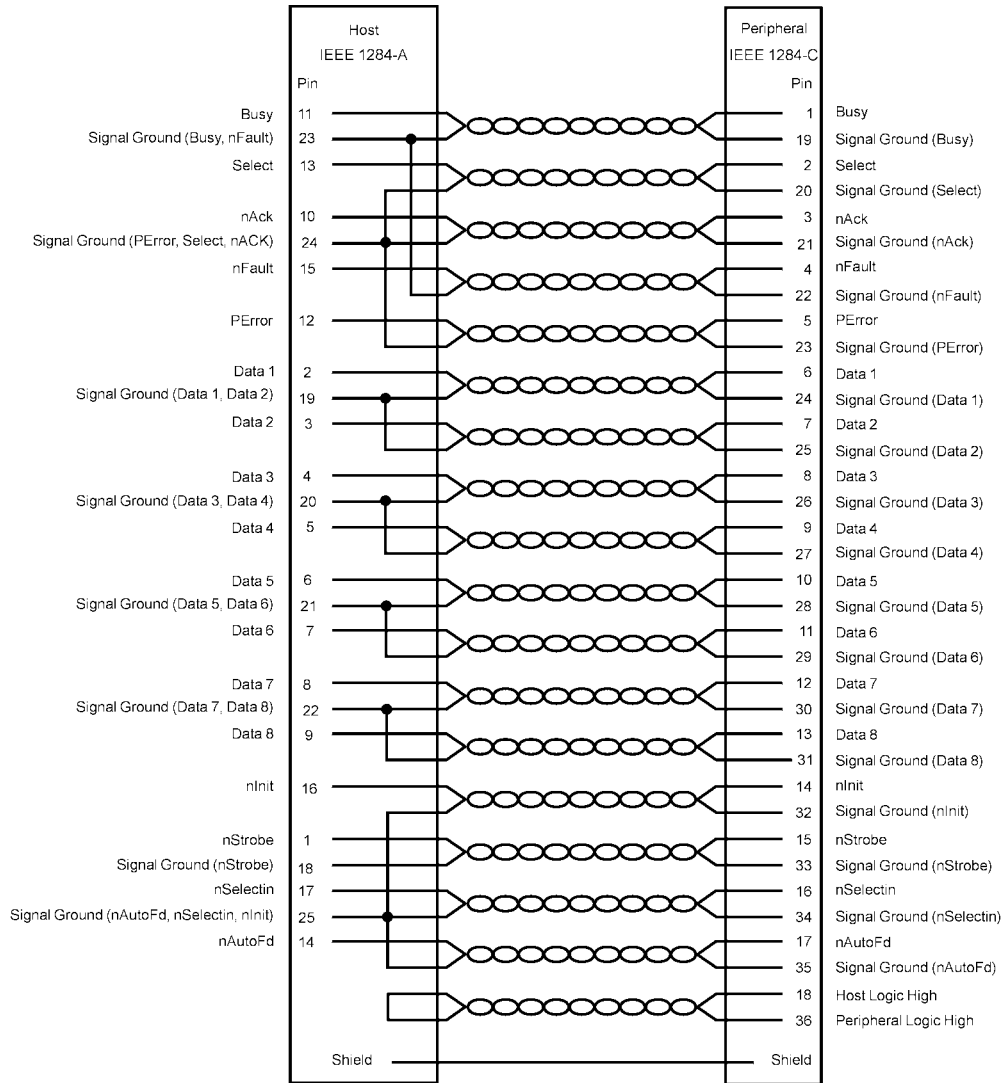 Host
IEEE 1284-A
Peripheral
IEEE 1284-C
Pin
Pin
Busy 11 1 Busy
Signal Ground (Busy, nFault) 23 19 Signal Ground (Busy)
Select 13 2 Select
20 Signal Ground (Select)
nAck 10 3 nAck
Signal Ground (PError, Select, nACK) 24 21 Signal Ground (nAck)
nFault 15 4 nFault
22 Signal Ground (nFault)
PError 12 5 PError
23 Signal Ground (PError)
Data 1 2 6 Data 1
Signal Ground (Data 1, Data 2) 19 24 Signal Ground (Data 1)
Data 2 3 7 Data 2
25 Signal Ground (Data 2)
Data 3 4 8 Data 3
Signal Ground (Data 3, Data 4) 20 26 Signal Ground (Data 3)
Data 4 5 9 Data 4
27 Signal Ground (Data 4)
Data 5 6 10 Data 5
Signal Ground (Data 5, Data 6) 21 28 Signal Ground (Data 5)
Data 6 7 11 Data 6
29 Signal Ground (Data 6)
Data 7 8 12 Data 7
Signal Ground (Data 7, Data 8) 22 30 Signal Ground (Data 7)
Data 8 9 13 Data 8
31 Signal Ground (Data 8)
nInit 16 14 nInit
32 Signal Ground (nInit)
nStrobe 1 15 nStrobe
Signal Ground (nStrobe) 18 33 Signal Ground (nStrobe)
nSelectin 17 16 nSelectin
Signal Ground (nAutoFd, nSelectin, nInit) 25 34 Signal Ground (nSelectin)
nAutoFd 14 17 nAutoFd
35 Signal Ground (nAutoFd)
18 Host Logic High
36 Peripheral Logic High
Shield Shield